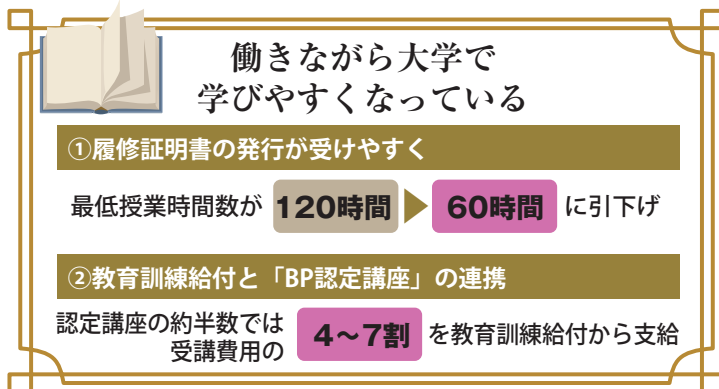 働きながら大学で
学びやすくなっている
①履修証明書の発行が受けやすく
最低授業時間数が 120時間 ▶ 60時間 に引下げ
②教育訓練給付と「BP認定講座」の連携
認定講座の約半数では
受講費用の 4〜7割 を教育訓練給付から支給